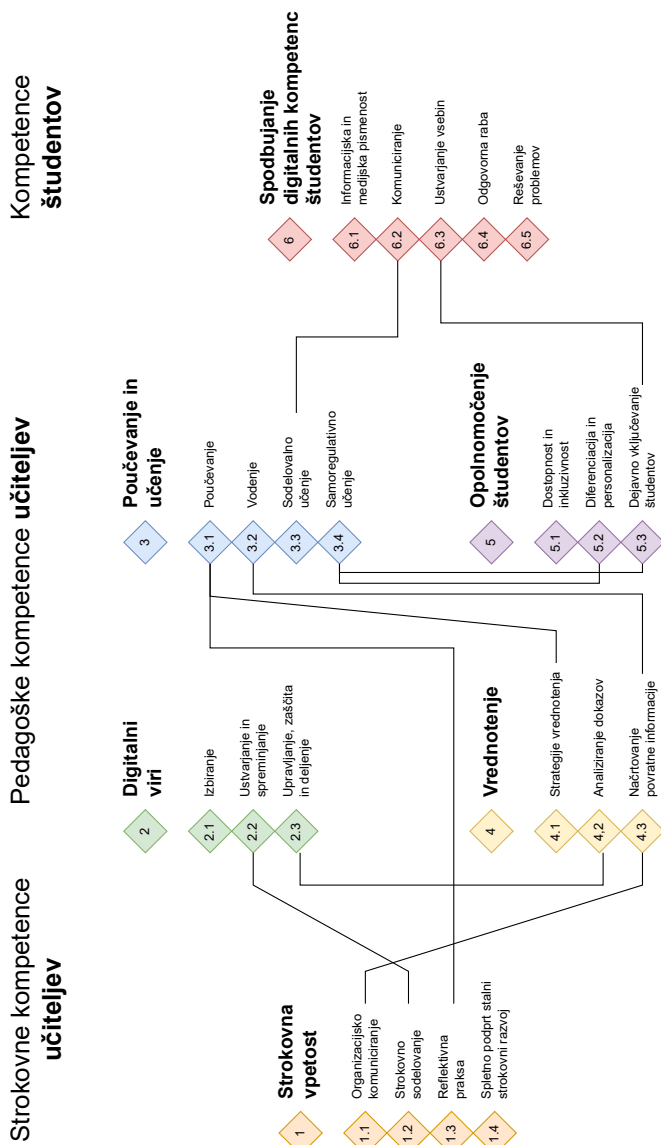 Strokovne kompetence
učiteljev
Pedagoške kompetence učiteljev
Kompetence
študentov
1
Strokovna
vpetost
1.1
Organizacijsko
komuniciranje
1.2
Strokovno
sodelovanje
1.3
Reflektivna
praksa
1.4
Spletno podprt stalni
strokovni razvoj
2
Digitalni
viri
2.1
Izbiranje
2.2
Ustvarjanje in
spreminjanje
2.3
Upravljanje, zaščita
in deljenje
3
Poučevanje in
učenje
3.1
Poučevanje
3.2
Vodenje
3.3
Sodelovalno
učenje
3.4
Samoregulativno
učenje
4
Vrednotenje
4.1
Strategije vrednotenja
4,2
Analiziranje dokazov
4.3
Načrtovanje
povratne informacije
5
Opolnomočenje
študentov
5.1
Dostopnost in
inkluzivnost
5.2
Diferenciacija in
personalizacija
5.3
Dejavno vključevanje
študentov
6
Spodbujanje
digitalnih kompetenc
študentov
6.1
Informacijska in
medijska pismenost
6.2
Komuniciranje
6.3
Ustvarjanje vsebin
6.4
Odgovorna raba
6.5
Reševanje
problemov